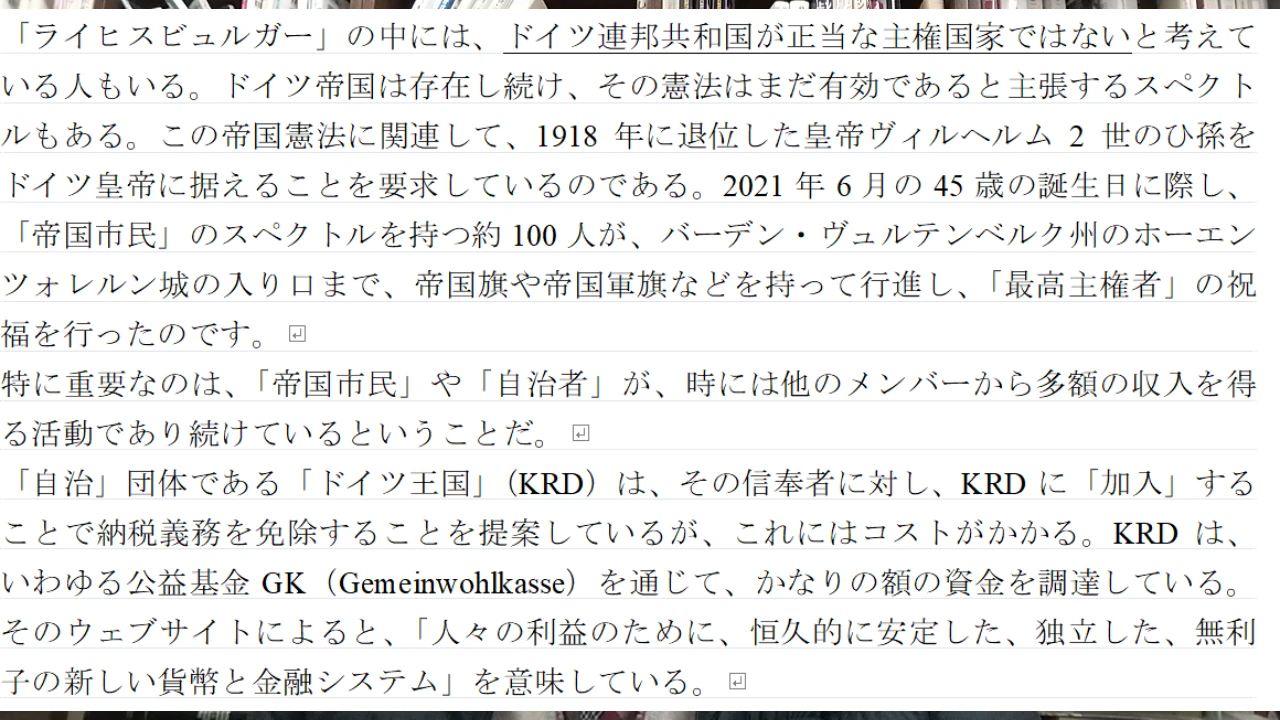 「ライヒスビュルガー」の中には、ドイツ連邦共和国が正当な主権国家ではないと考えて
いる人もいる。ドイツ帝国は存在し続け、その憲法はまだ有効であると主張するスペクト
ルもある。この帝国憲法に関連して、1918 年に退位した皇帝ヴィルヘルム 2 世のひ孫を
ドイツ皇帝に据えることを要求しているのである。2021 年 6 月の 45 歳の誕生日に際し、
「帝国市民」のスペクトルを持つ約 100 人が、バーデン・ヴュルテンベルク州のホーエン
ツォレルン城の入り口まで、帝国旗や帝国軍旗などを持って行進し、「最高主権者」の祝
福を行ったのです。
特に重要なのは、「帝国市民」や「自治者」が、時には他のメンバーから多額の収入を得
る活動であり続けているということだ。
「自治」団体である「ドイツ王国」（KRD）は、その信奉者に対し、KRD に「加入」する
ことで納税義務を免除することを提案しているが、これにはコストがかかる。KRD は、
いわゆる公益基金 GK（Gemeinwohlkasse）を通じて、かなりの額の資金を調達している。
そのウェブサイトによると、「人々の利益のために、恒久的に安定した、独立した、無利
子の新しい貨幣と金融システム」を意味している。